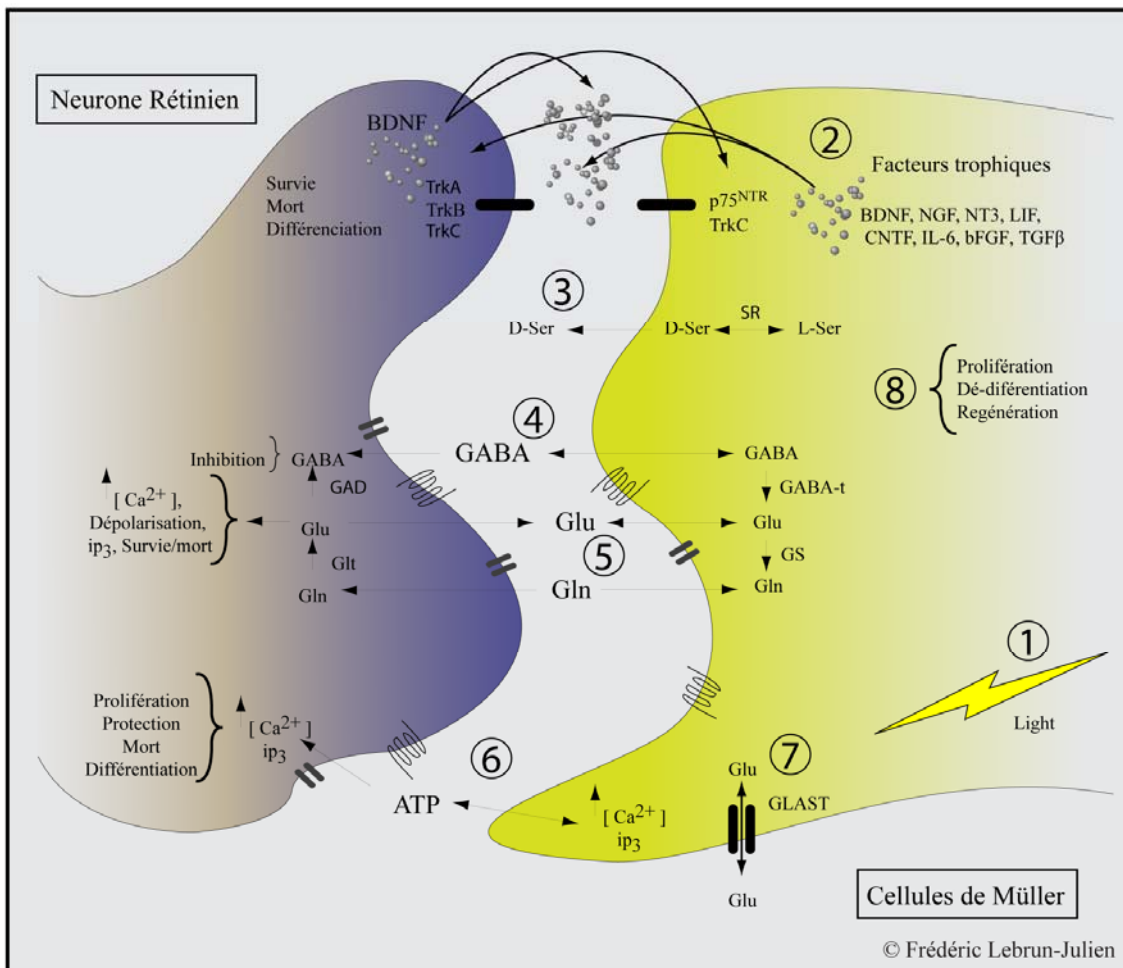 Neurone Rétinien
BDNF
Survie
Mort
Différenciation
TrkA
TrkB
TrkC
p75NTR
TrkC
②
Facteurs trophiques
BDNF, NGF, NT3, LIF,
CNTF, IL-6, bFGF, TGFβ
③
D-Ser
D-Ser
SR
L-Ser
⑧
Prolifération
Dé-diférentiation
Regénération
④
Inhibition
GABA
GABA
GABA
GAD
GABA-t
[ Ca2+ ],
Dépolarisation,
ip3, Survie/mort
Glu
Glu
Glu
⑤
Glt
GS
Gln
Gln
Gln
①
Light
Prolifération
Protection
Mort
Différentiation
[ Ca2+ ]
ip3
⑥
ATP
[ Ca2+ ]
ip3
⑦
Glu
GLAST
Glu
Cellules de Müller
© Frédéric Lebrun-Julien